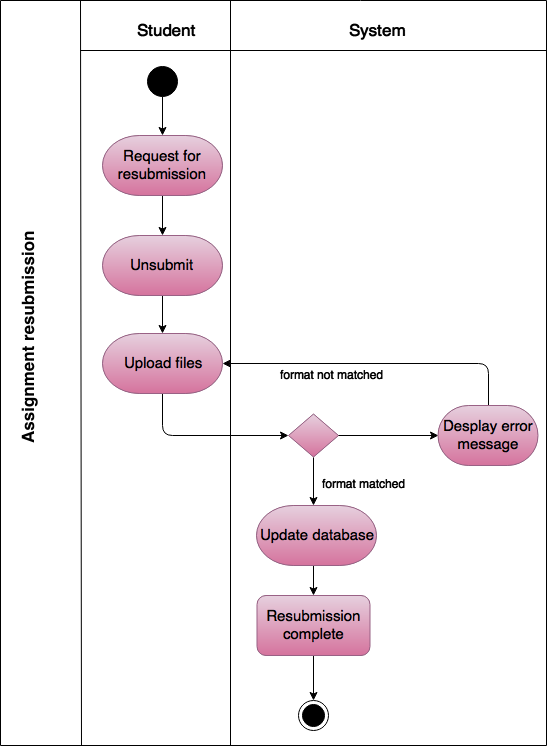 Student
System
Assignment resubmission
Request for
resubmission
Unsubmit
Upload files
format not matched
Desplay error
message
format matched
Update database
Resubmission
complete